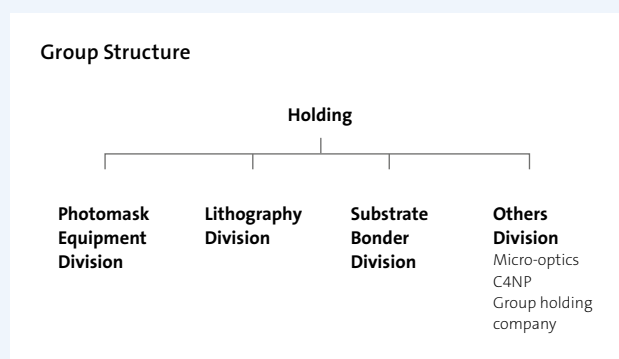 Group Structure
Holding
Photomask
Equipment
Division
Lithography
Division
Substrate
Bonder
Division
Others
Division
Micro-optics
C4NP
Group holding
company